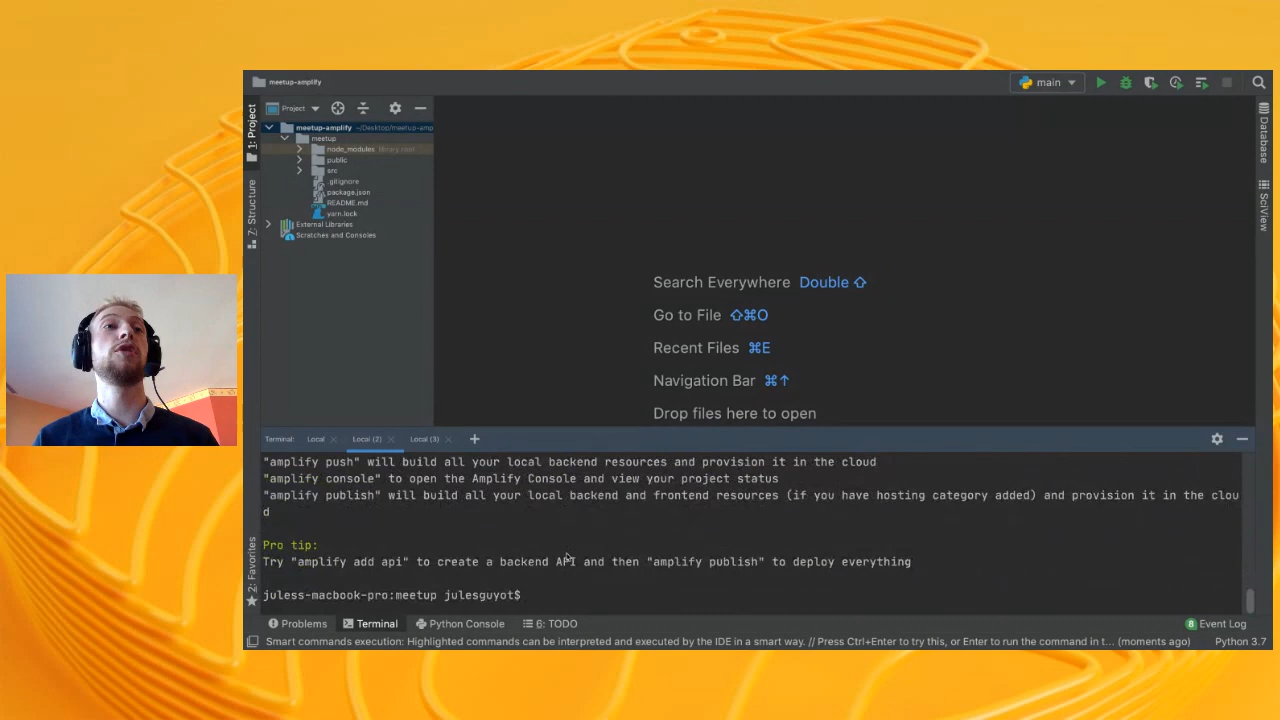 meetup-amplify
main
1: Project
Project
meetup-amplify ~/Desktop/meetup-amp
meetup
node_modules library root
public
src
.gitignore
package.json
README.md
yarn.lock
External Libraries
Scratches and Consoles
7: Structure
2: Favorites
Database
SciView
Search Everywhere Double ⇧
Go to File ⇧⌘O
Recent Files ⌘E
Navigation Bar ⌘↑
Drop files here to open
Terminal: Local × Local (2) × Local (3) × +
"amplify push" will build all your local backend resources and provision it in the cloud
"amplify console" to open the Amplify Console and view your project status
"amplify publish" will build all your local backend and frontend resources (if you have hosting category added) and provision it in the clou
d
Pro tip:
Try "amplify add api" to create a backend API and then "amplify publish" to deploy everything
juless-macbook-pro:meetup julesguyot$
Problems Terminal Python Console 6: TODO 8 Event Log
Smart commands execution: Highlighted commands can be interpreted and executed by the IDE in a smart way. // Press Ctrl+Enter to try this, or Enter to run the command in t... (moments ago) Python 3.7